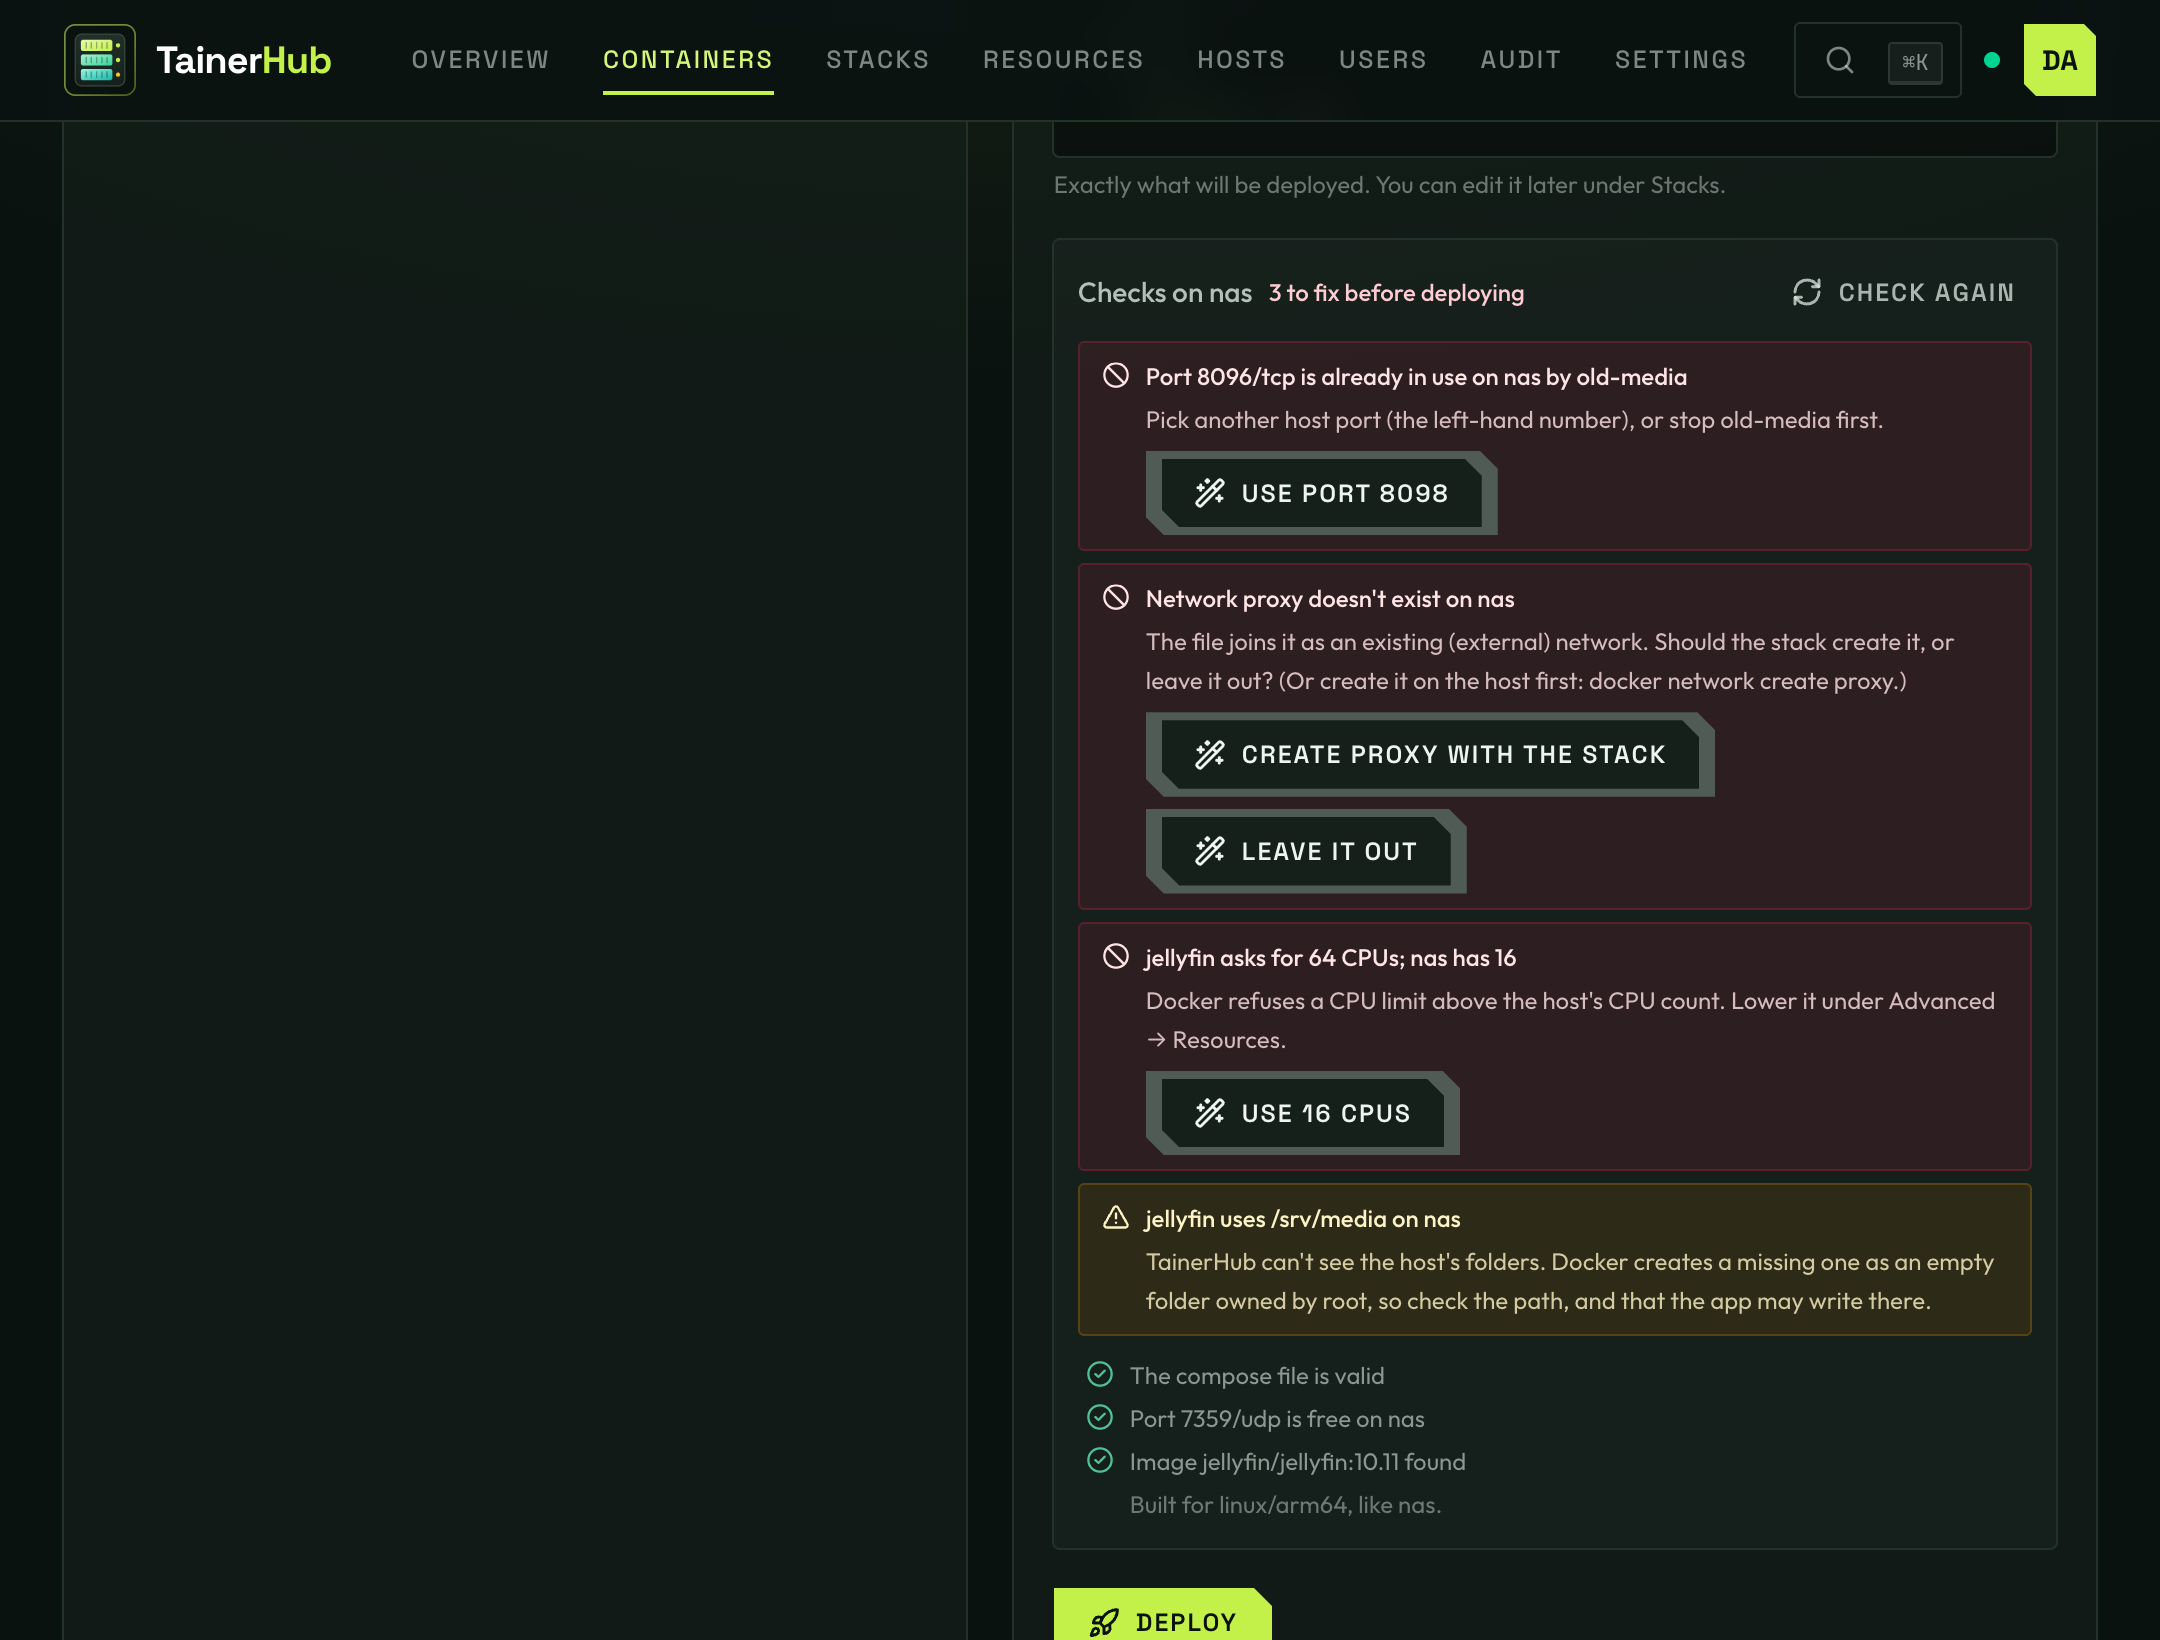 TainerHub
OVERVIEW
CONTAINERS
STACKS
RESOURCES
HOSTS
USERS
AUDIT
SETTINGS
⌘K
DA
Exactly what will be deployed. You can edit it later under Stacks.
Checks on nas 3 to fix before deploying
CHECK AGAIN
Port 8096/tcp is already in use on nas by old-media
Pick another host port (the left-hand number), or stop old-media first.
USE PORT 8098
Network proxy doesn't exist on nas
The file joins it as an existing (external) network. Should the stack create it, or
leave it out? (Or create it on the host first: docker network create proxy.)
CREATE PROXY WITH THE STACK
LEAVE IT OUT
jellyfin asks for 64 CPUs; nas has 16
Docker refuses a CPU limit above the host's CPU count. Lower it under Advanced
→ Resources.
USE 16 CPUS
jellyfin uses /srv/media on nas
TainerHub can't see the host's folders. Docker creates a missing one as an empty
folder owned by root, so check the path, and that the app may write there.
The compose file is valid
Port 7359/udp is free on nas
Image jellyfin/jellyfin:10.11 found
Built for linux/arm64, like nas.
DEPLOY